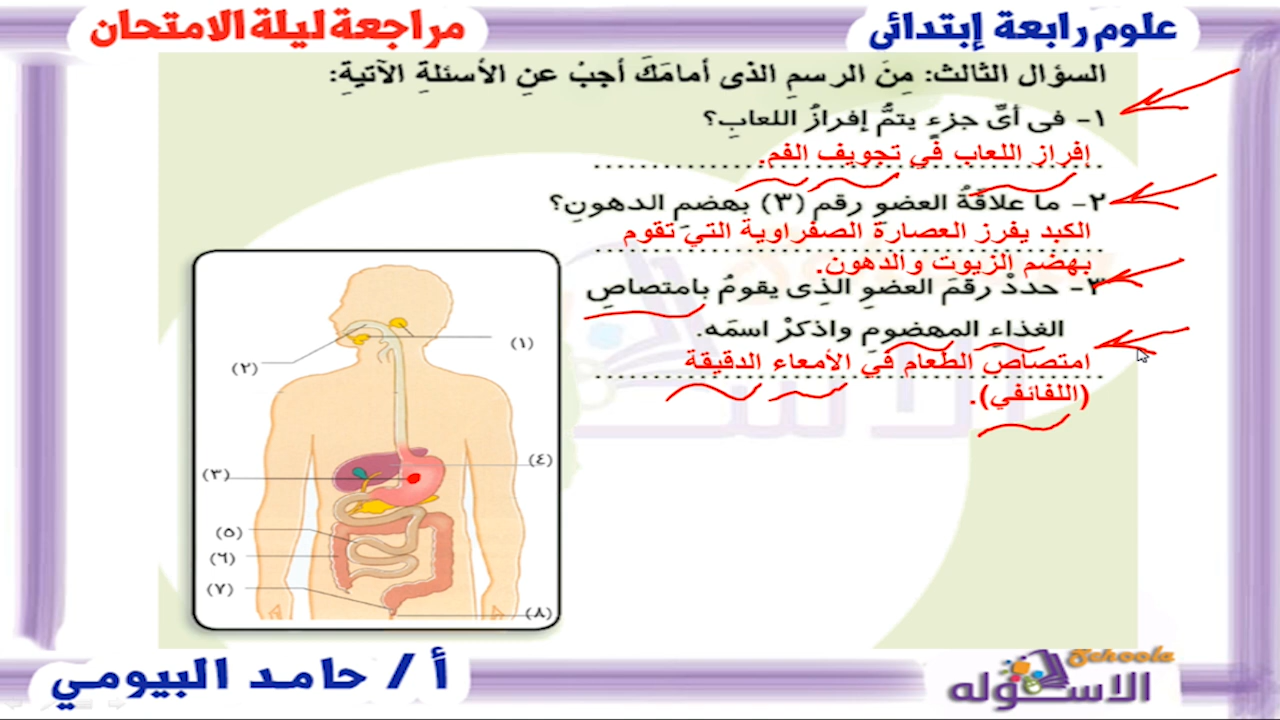 علوم رابعة إبتدائى
مراجعة ليلة الامتحان
السؤال الثالث: مِنَ الرسمِ الذى أمامَكَ أجبْ عنِ الأسئلةِ الآتيةِ:
١- فى أىِّ جزءٍ يتمُّ إفرازُ اللعابِ؟
إفراز اللعاب في تجويف الفم.
٢- ما علاقةُ العضوِ رقم (٣) بهضمِ الدهونِ؟
الكبد يفرز العصارة الصفراوية التي تقوم
بهضم الزيوت والدهون.
٣- حددْ رقمَ العضوِ الذِى يقومُ بامتصاصِ
الغذاء المهضومِ واذكرْ اسمَه.
امتصاص الطعام في الأمعاء الدقيقة
(اللفائفي).
(١)
(٢)
(٤)
(٣)
(٥)
(٦)
(٧)
(٨)
أ / حامد البيومي
Schoola
الاسكوله